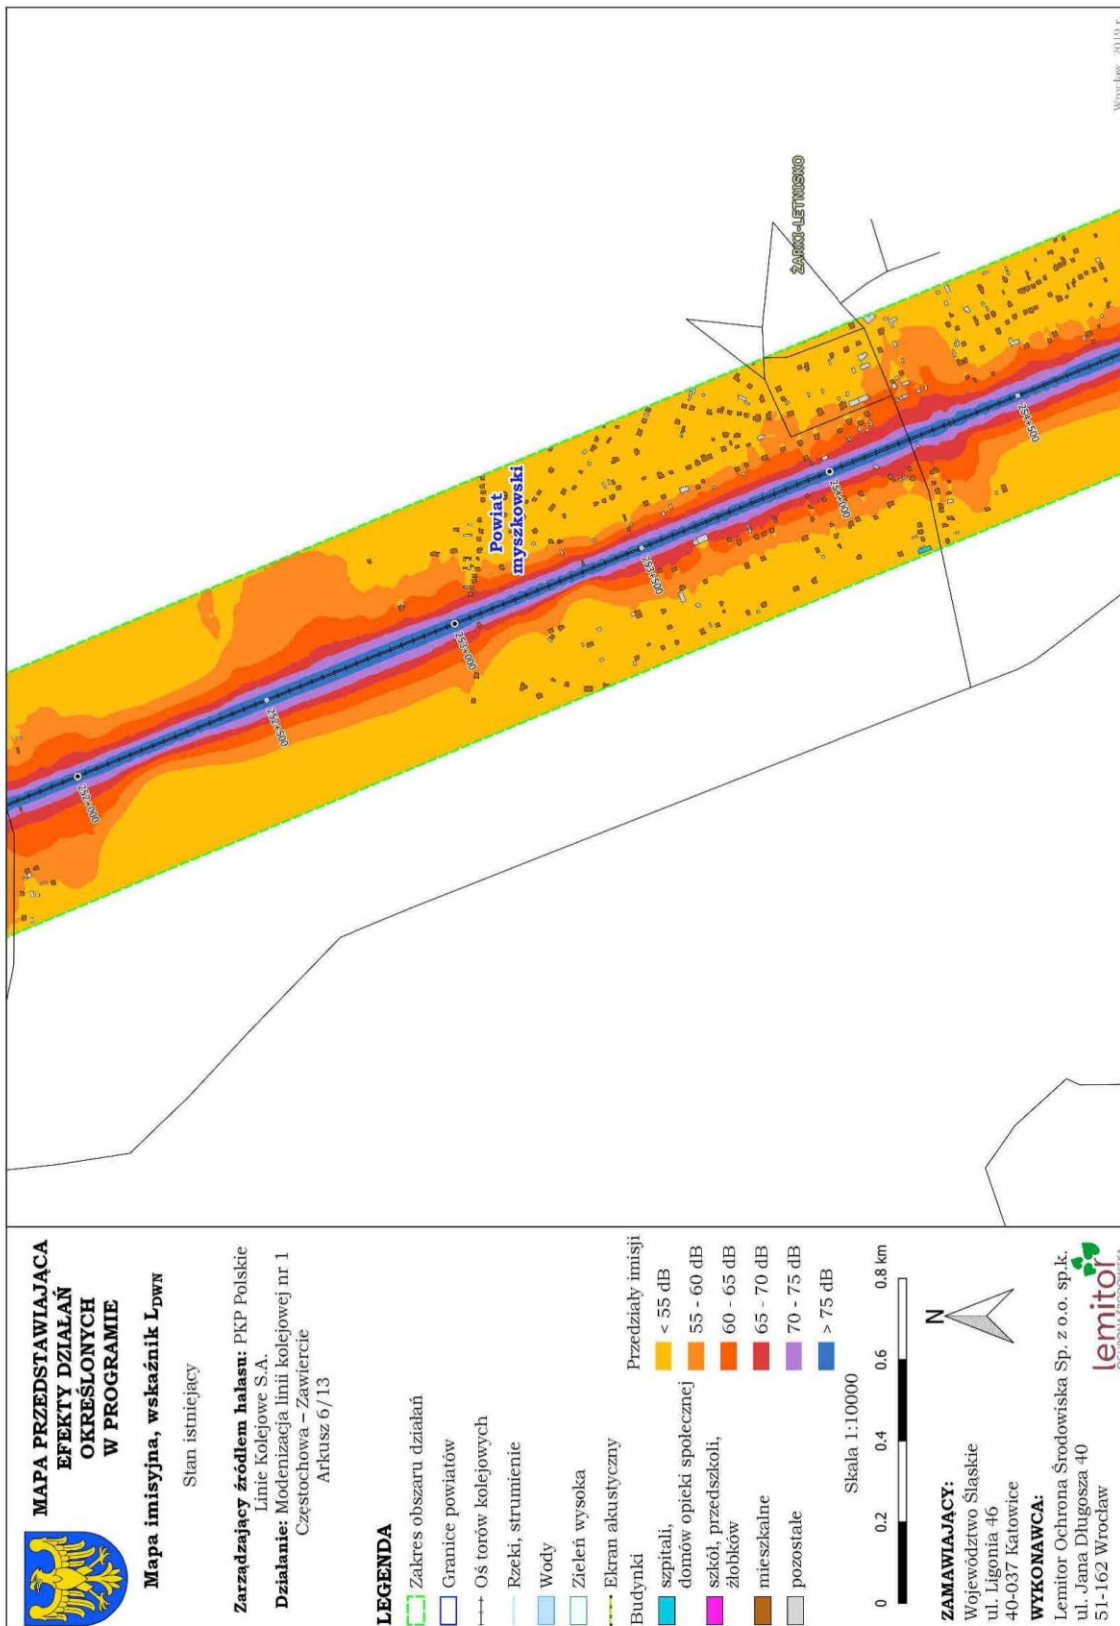 MAPA PRZEDSTAWIAJĄCA
EFEKTY DZIAŁAŃ
OKREŚLONYCH
W PROGRAMIE
Mapa imisyjna, wskaźnik L_DWN
Stan istniejący
Zarządzający źródłem hałasu: PKP Polskie
Linie Kolejowe S.A.
Działanie: Modernizacja linii kolejowej nr 1
Częstochowa – Zawiercie
Arkusz 6/13
LEGENDA
Zakres obszaru działań
Granice powiatów
Oś torów kolejowych
Rzeki, strumienie
Wody
Zieleń wysoka
Ekran akustyczny
Budynki
szpitali,
domów opieki społecznej
szkół, przedszkoli,
żłobków
mieszkalne
pozostałe
Przedziały imisji
< 55 dB
55 - 60 dB
60 - 65 dB
65 - 70 dB
70 - 75 dB
> 75 dB
Skala 1:10000
0 0.2 0.4 0.6 0.8 km
N
ZAMAWIAJĄCY:
Województwo Śląskie
ul. Ligonia 46
40-037 Katowice
WYKONAWCA:
Lemitor Ochrona Środowiska Sp. z o.o. sp.k.
ul. Jana Długosza 40
51-162 Wrocław
lemitor
252+000
252+500
253+000
Powiat
myszkowski
253+500
254+000
254+500
ŻARKI-LETNISKO
Wrocław, 2019 r.